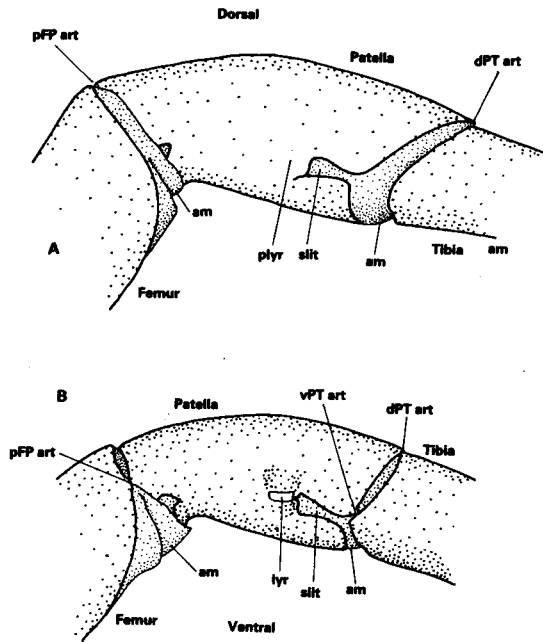 Dorsal
pFP art
Patella
dPT art
am
A
plyr
slit
am
Tibia
am
Femur
B
Patella
vPT art
dPT art
pFP art
Tibia
am
lyr
slit
am
Femur
Ventral